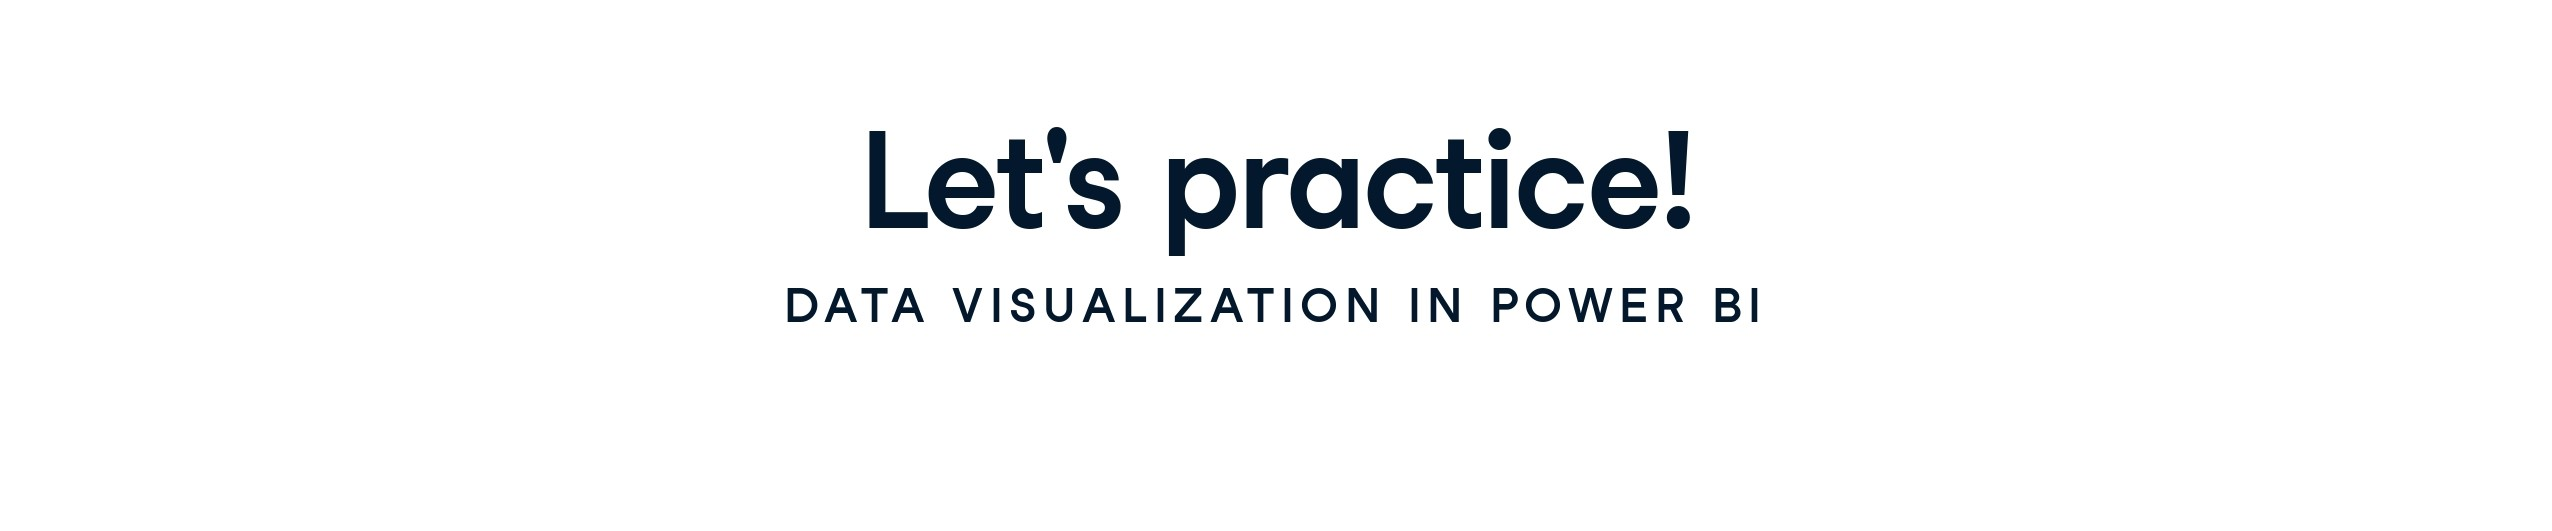 Let's practice!
DATA VISUALIZATION IN POWER BI